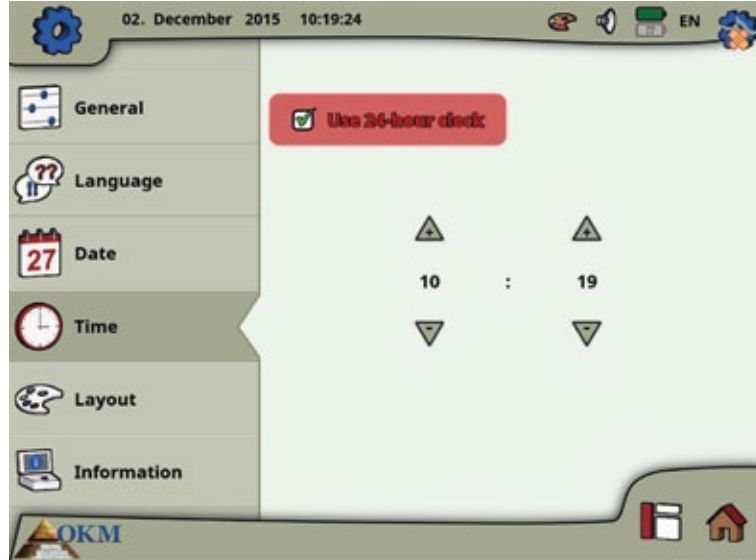 02. December 2015 10:19:24 EN
General
Use 24-hour clock
??
!!
Language
27
Date
10 : 19
Time
Layout
Information
OKM